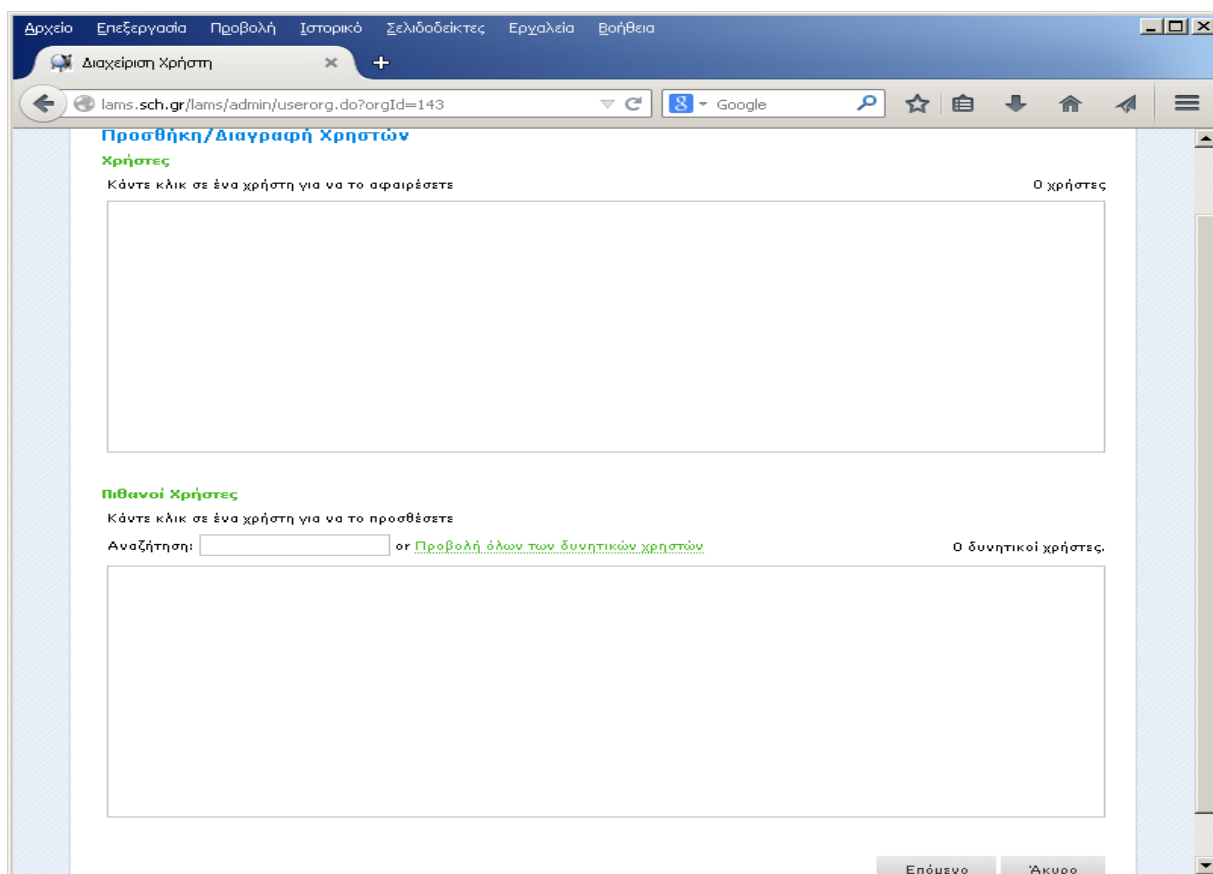 Αρχείο Επεξεργασία Προβολή Ιστορικό Σελιδοδείκτες Εργαλεία Βοήθεια
Διαχείριση Χρήστη
lams.sch.gr/lams/admin/userorg.do?orgId=143 8 Google
Προσθήκη/Διαγραφή Χρηστών
Χρήστες
Κάντε κλικ σε ένα χρήστη για να το αφαιρέσετε 0 χρήστες
Πιθανοί Χρήστες
Κάντε κλικ σε ένα χρήστη για να το προσθέσετε
Αναζήτηση: or Προβολή όλων των δυνητικών χρηστών 0 δυνητικοί χρήστες.
Επόμενο Άκυρο